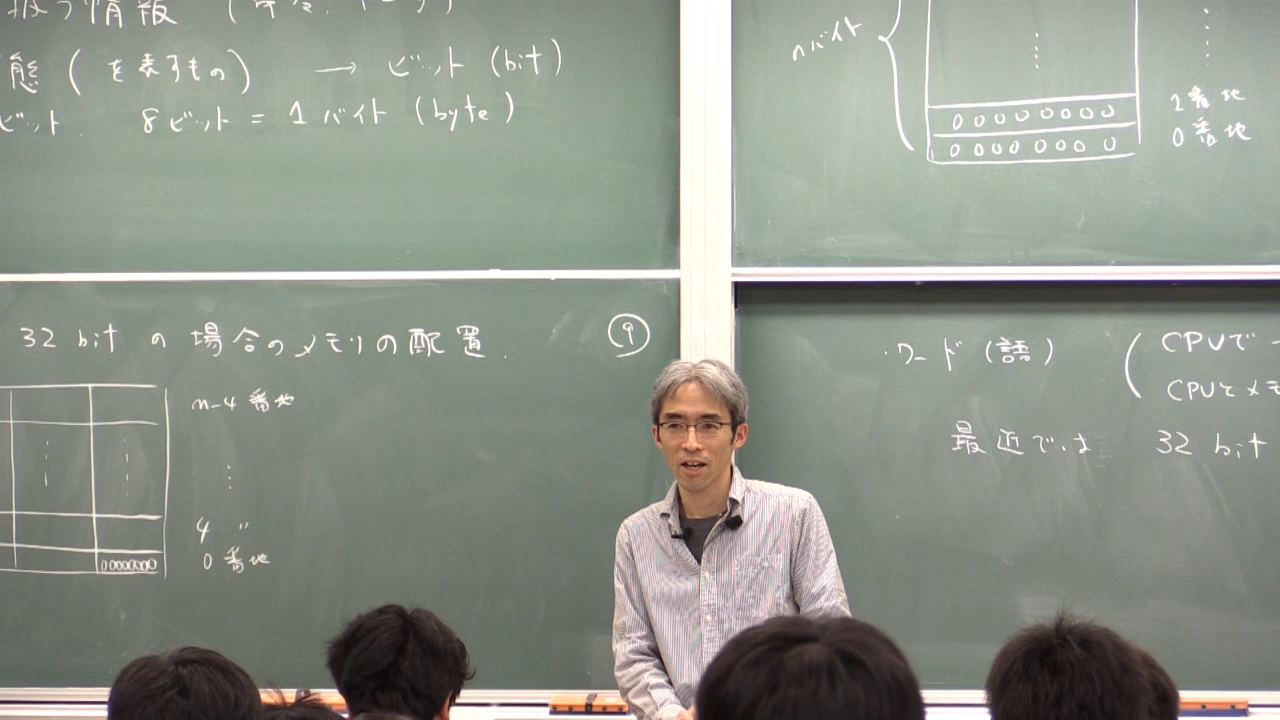 扱う情報
態 ( を表すもの) → ビット (bit)
ビット. 8ビット = 1バイト (byte)
nバイト
00000000
00000000
2番地
0番地
32 bit の場合のメモリの配置. ⑨
n-4番地
4 〃
0番地
00000000
・ワード (語) ( CPUで
CPUとメモ
最近では 32 bit